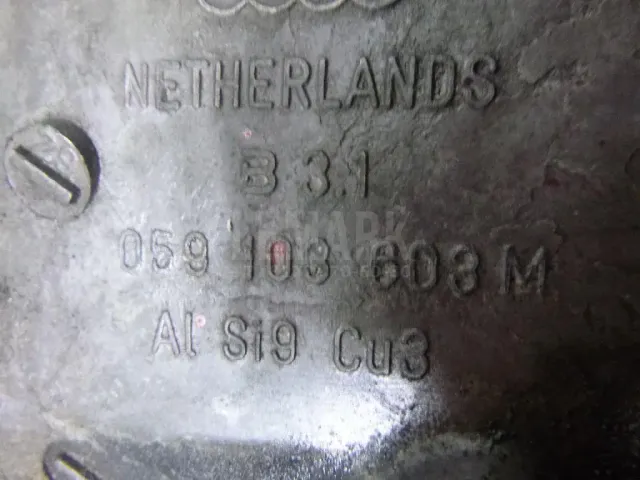 NETHERLANDS
B 3.1
059 103 603 M
Al Si9 Cu3